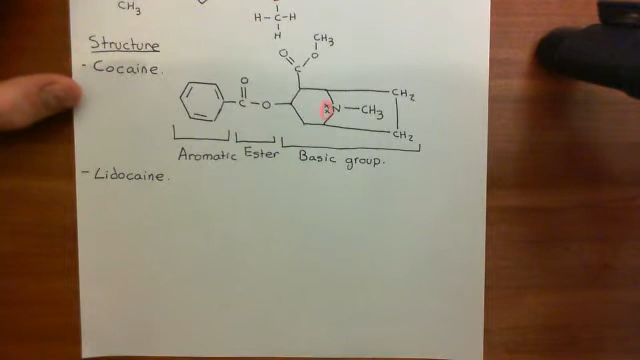 CH3
H-C-H
H
Structure
- Cocaine.
CH3
O
O
C
O
CH2
C
O
N
CH3
CH2
Aromatic Ester Basic group.
- Lidocaine.